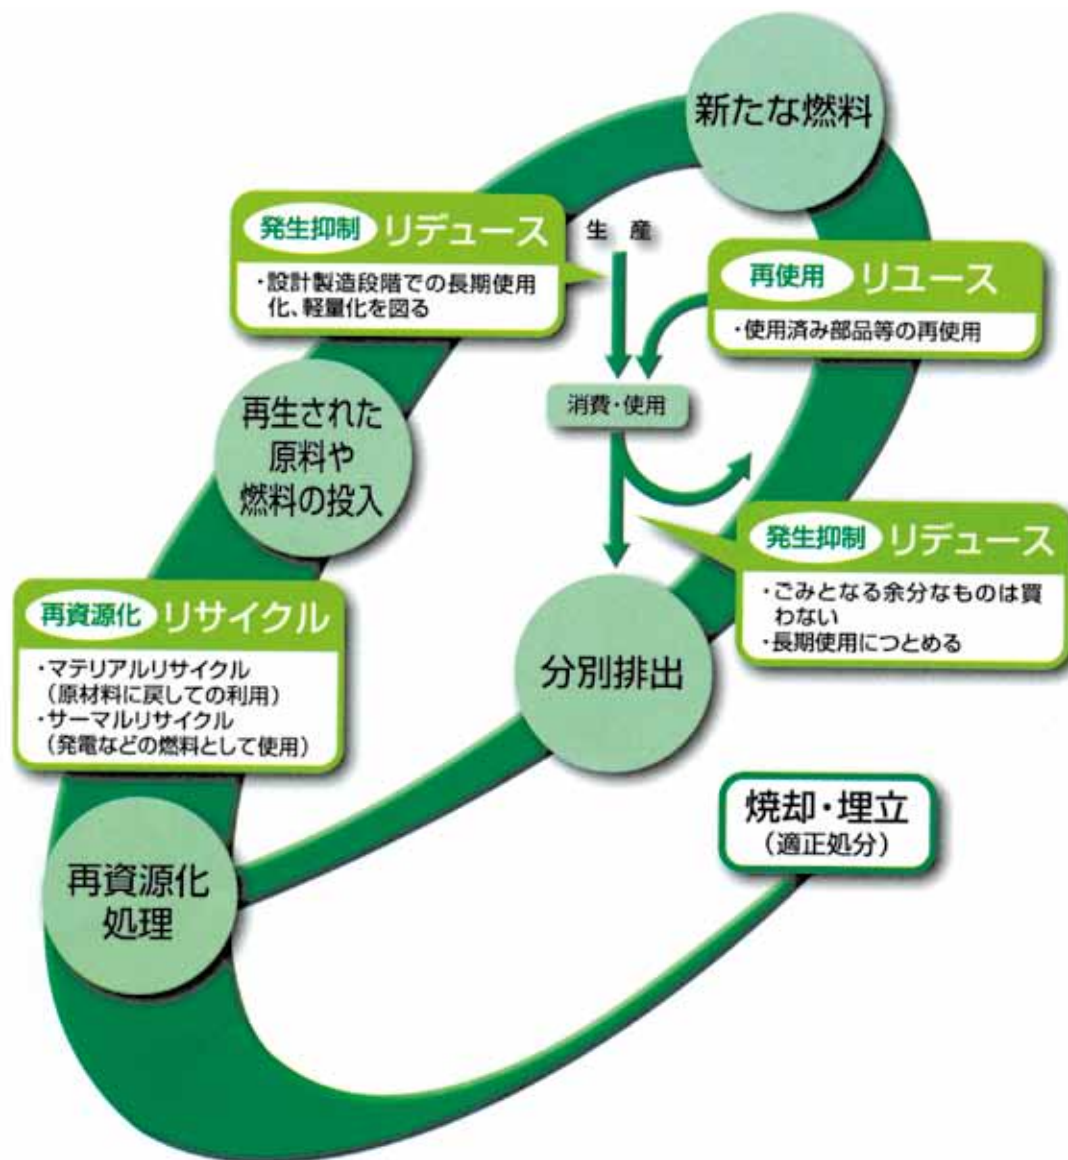 新たな燃料
発生抑制 リデュース
・設計製造段階での長期使用
化、軽量化を図る
生 産
再使用 リユース
・使用済み部品等の再使用
消費・使用
再生された
原料や
燃料の投入
発生抑制 リデュース
・ごみとなる余分なものは買
わない
・長期使用につとめる
再資源化 リサイクル
・マテリアルリサイクル
(原材料に戻しての利用)
・サーマルリサイクル
(発電などの燃料として使用)
分別排出
焼却・埋立
(適正処分)
再資源化
処理